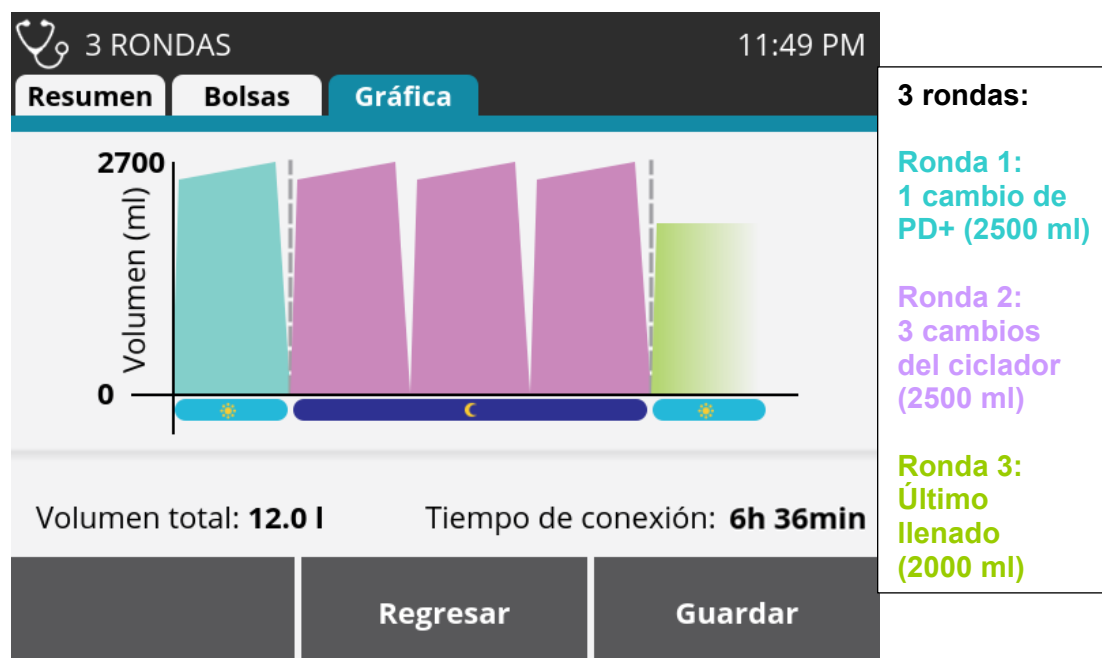 3 RONDAS
11:49 PM
Resumen
Bolsas
Gráfica
2700
Volumen (ml)
0
Volumen total: 12.0 l
Tiempo de conexión: 6h 36min
Regresar
Guardar
3 rondas:
Ronda 1:
1 cambio de
PD+ (2500 ml)
Ronda 2:
3 cambios
del ciclador
(2500 ml)
Ronda 3:
Último
llenado
(2000 ml)